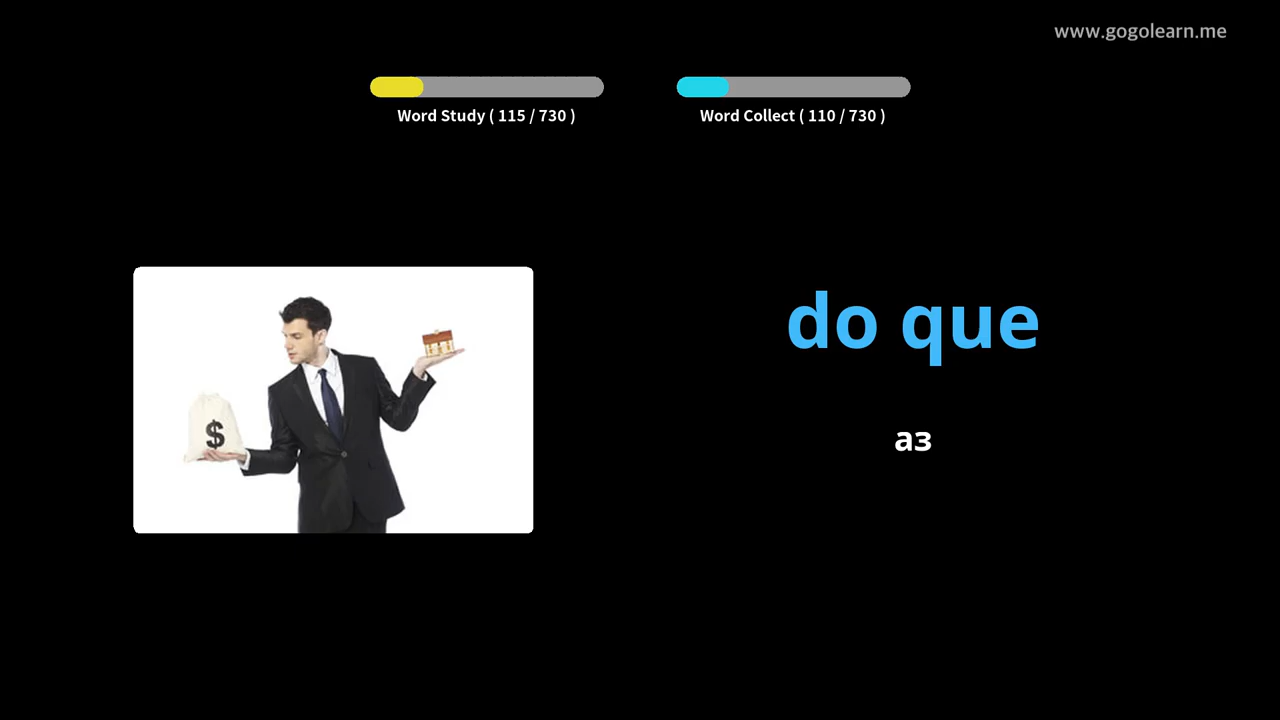 www.gogolearn.me
Word Study ( 115 / 730 )
Word Collect ( 110 / 730 )
$
do que
аз